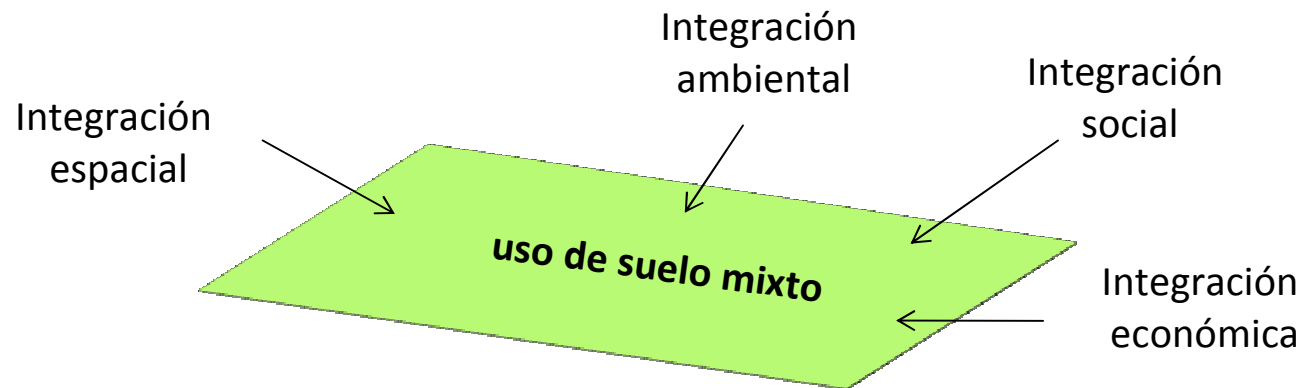 Integración
ambiental
Integración
social
Integración
espacial
uso de suelo mixto
Integración
económica